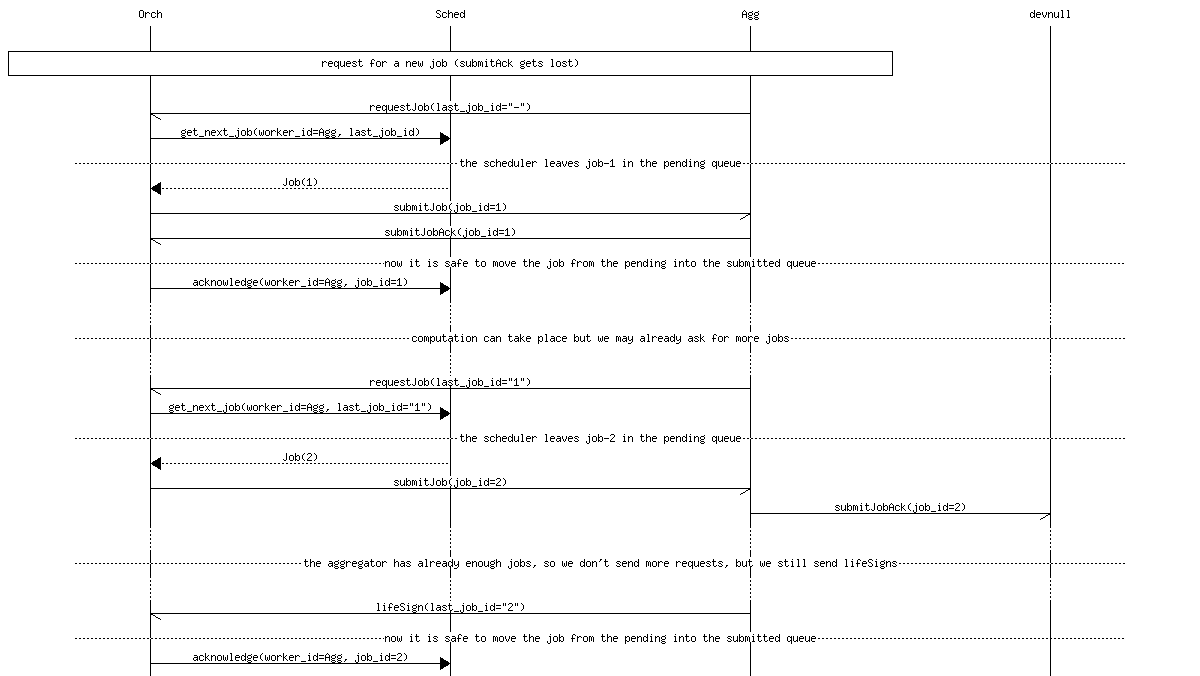 Orch Sched Agg devnull
request for a new job (submitAck gets lost)
requestJob(last_job_id="-")
get_next_job(worker_id=Agg, last_job_id)
the scheduler leaves job-1 in the pending queue
Job(1)
submitJob(job_id=1)
submitJobAck(job_id=1)
now it is safe to move the job from the pending into the submitted queue
acknowledge(worker_id=Agg, job_id=1)
computation can take place but we may already ask for more jobs
requestJob(last_job_id="1")
get_next_job(worker_id=Agg, last_job_id="1")
the scheduler leaves job-2 in the pending queue
Job(2)
submitJob(job_id=2)
submitJobAck(job_id=2)
the aggregator has already enough jobs, so we don't send more requests, but we still send lifeSigns
lifeSign(last_job_id="2")
now it is safe to move the job from the pending into the submitted queue
acknowledge(worker_id=Agg, job_id=2)